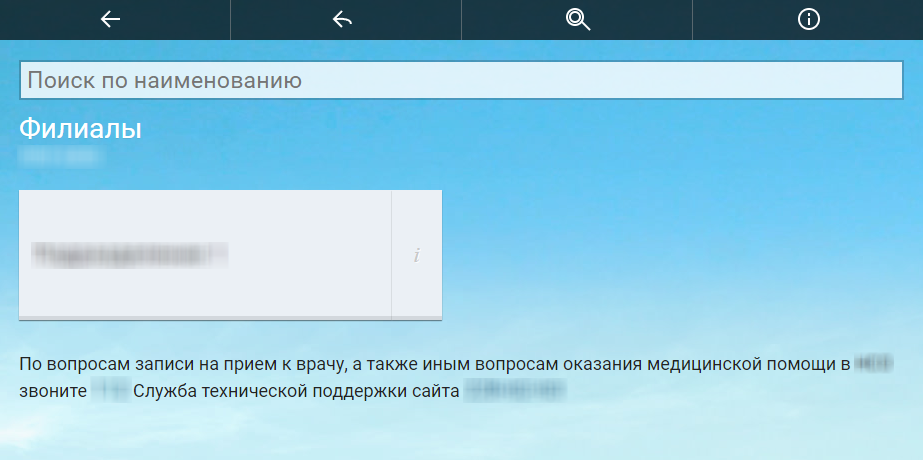 Поиск по наименованию
Филиалы
i
По вопросам записи на прием к врачу, а также иным вопросам оказания медицинской помощи в
звоните Служба технической поддержки сайта